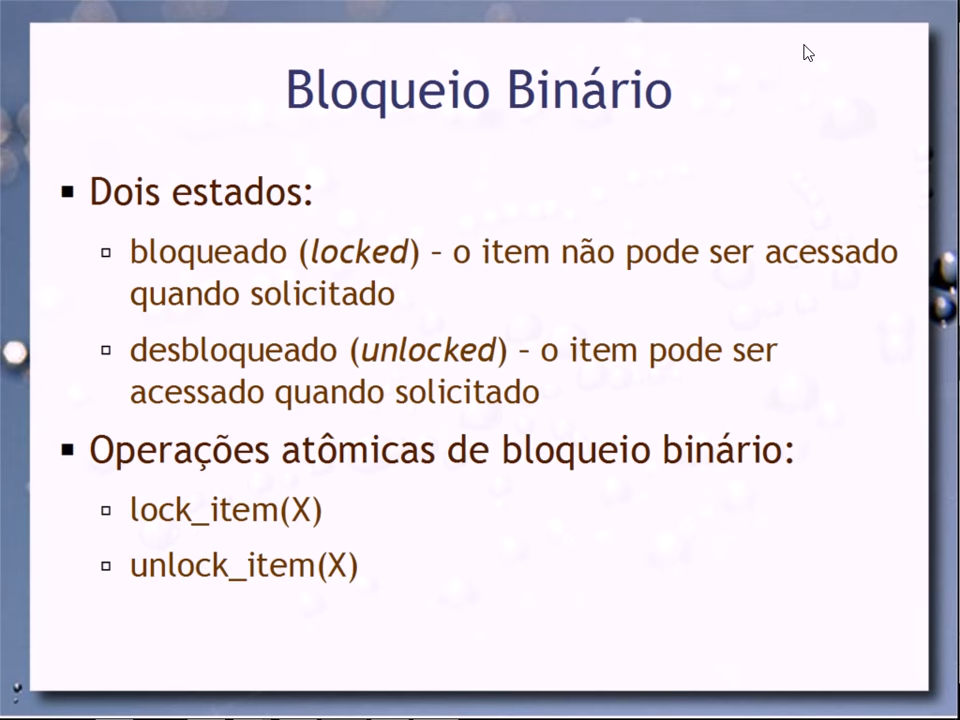 Bloqueio Binário
▪ Dois estados:
▫ bloqueado (locked) – o item não pode ser acessado
quando solicitado
▫ desbloqueado (unlocked) – o item pode ser
acessado quando solicitado
▪ Operações atômicas de bloqueio binário:
▫ lock_item(X)
▫ unlock_item(X)